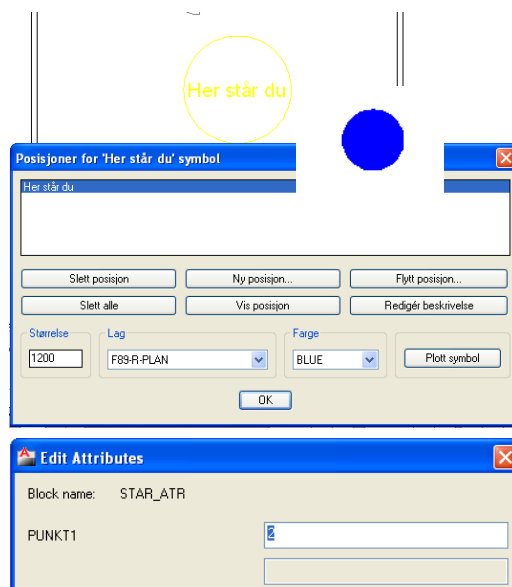 Her står du
Posisjoner for 'Her står du' symbol
Her står du
Slett posisjon
Ny posisjon...
Flytt posisjon...
Slett alle
Vis posisjon
Redigér beskrivelse
Størrelse
Lag
Farge
1200
F89-R-PLAN
BLUE
Plott symbol
OK
Edit Attributes
Block name: STAR_ATR
PUNKT1
2